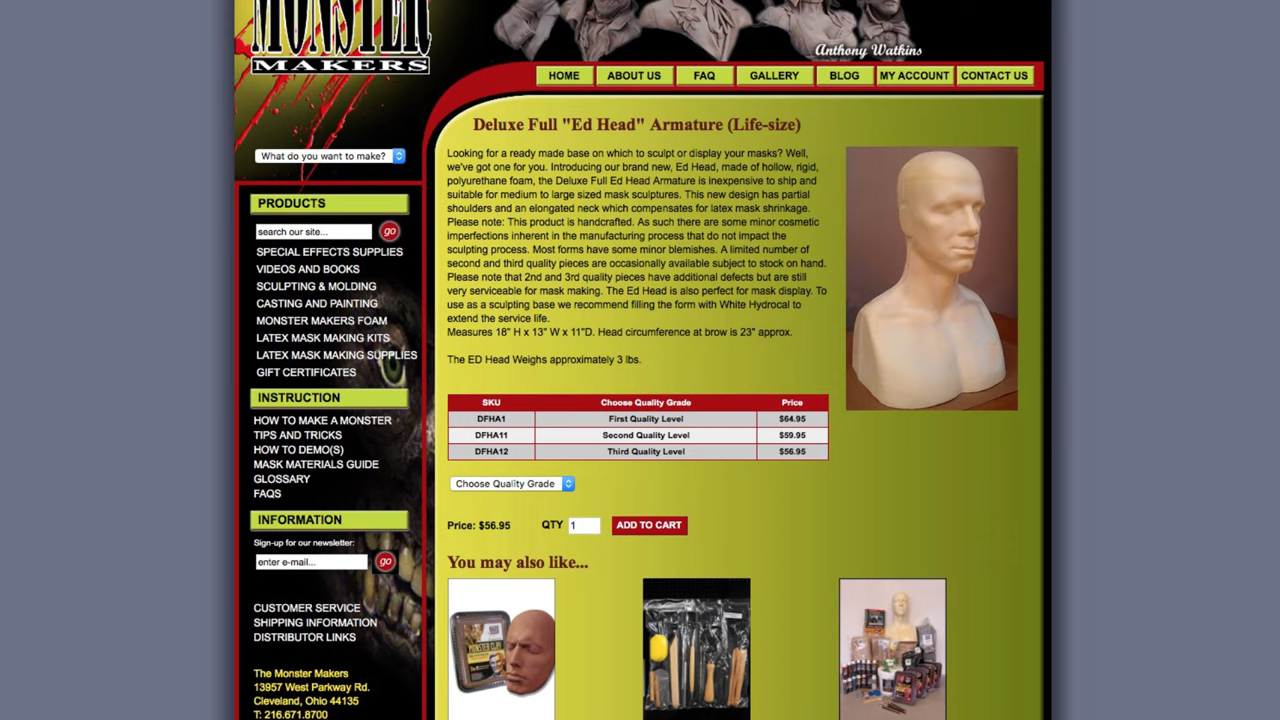 MONSTER
MAKERS
Anthony Watkins
HOME
ABOUT US
FAQ
GALLERY
BLOG
MY ACCOUNT
CONTACT US
What do you want to make?
PRODUCTS
search our site...
go
SPECIAL EFFECTS SUPPLIES
VIDEOS AND BOOKS
SCULPTING & MOLDING
CASTING AND PAINTING
MONSTER MAKERS FOAM
LATEX MASK MAKING KITS
LATEX MASK MAKING SUPPLIES
GIFT CERTIFICATES
INSTRUCTION
HOW TO MAKE A MONSTER
TIPS AND TRICKS
HOW TO DEMO(S)
MASK MATERIALS GUIDE
GLOSSARY
FAQS
INFORMATION
Sign-up for our newsletter:
enter e-mail...
go
CUSTOMER SERVICE
SHIPPING INFORMATION
DISTRIBUTOR LINKS
The Monster Makers
13957 West Parkway Rd.
Cleveland, Ohio 44135
T: 216.671.8700
Deluxe Full "Ed Head" Armature (Life-size)
Looking for a ready made base on which to sculpt or display your masks? Well,
we've got one for you. Introducing our brand new, Ed Head, made of hollow, rigid,
polyurethane foam, the Deluxe Full Ed Head Armature is inexpensive to ship and
suitable for medium to large sized mask sculptures. This new design has partial
shoulders and an elongated neck which compensates for latex mask shrinkage.
Please note: This product is handcrafted. As such there are some minor cosmetic
imperfections inherent in the manufacturing process that do not impact the
sculpting process. Most forms have some minor blemishes. A limited number of
second and third quality pieces are occasionally available subject to stock on hand.
Please note that 2nd and 3rd quality pieces have additional defects but are still
very serviceable for mask making. The Ed Head is also perfect for mask display. To
use as a sculpting base we recommend filling the form with White Hydrocal to
extend the service life.
Measures 18" H x 13" W x 11"D. Head circumference at brow is 23" approx.
The ED Head Weighs approximately 3 lbs.
SKU Choose Quality Grade Price
DFHA1 First Quality Level $64.95
DFHA11 Second Quality Level $59.95
DFHA12 Third Quality Level $56.95
Choose Quality Grade
Price: $56.95 QTY 1 ADD TO CART
You may also like...
MONSTER CLAY